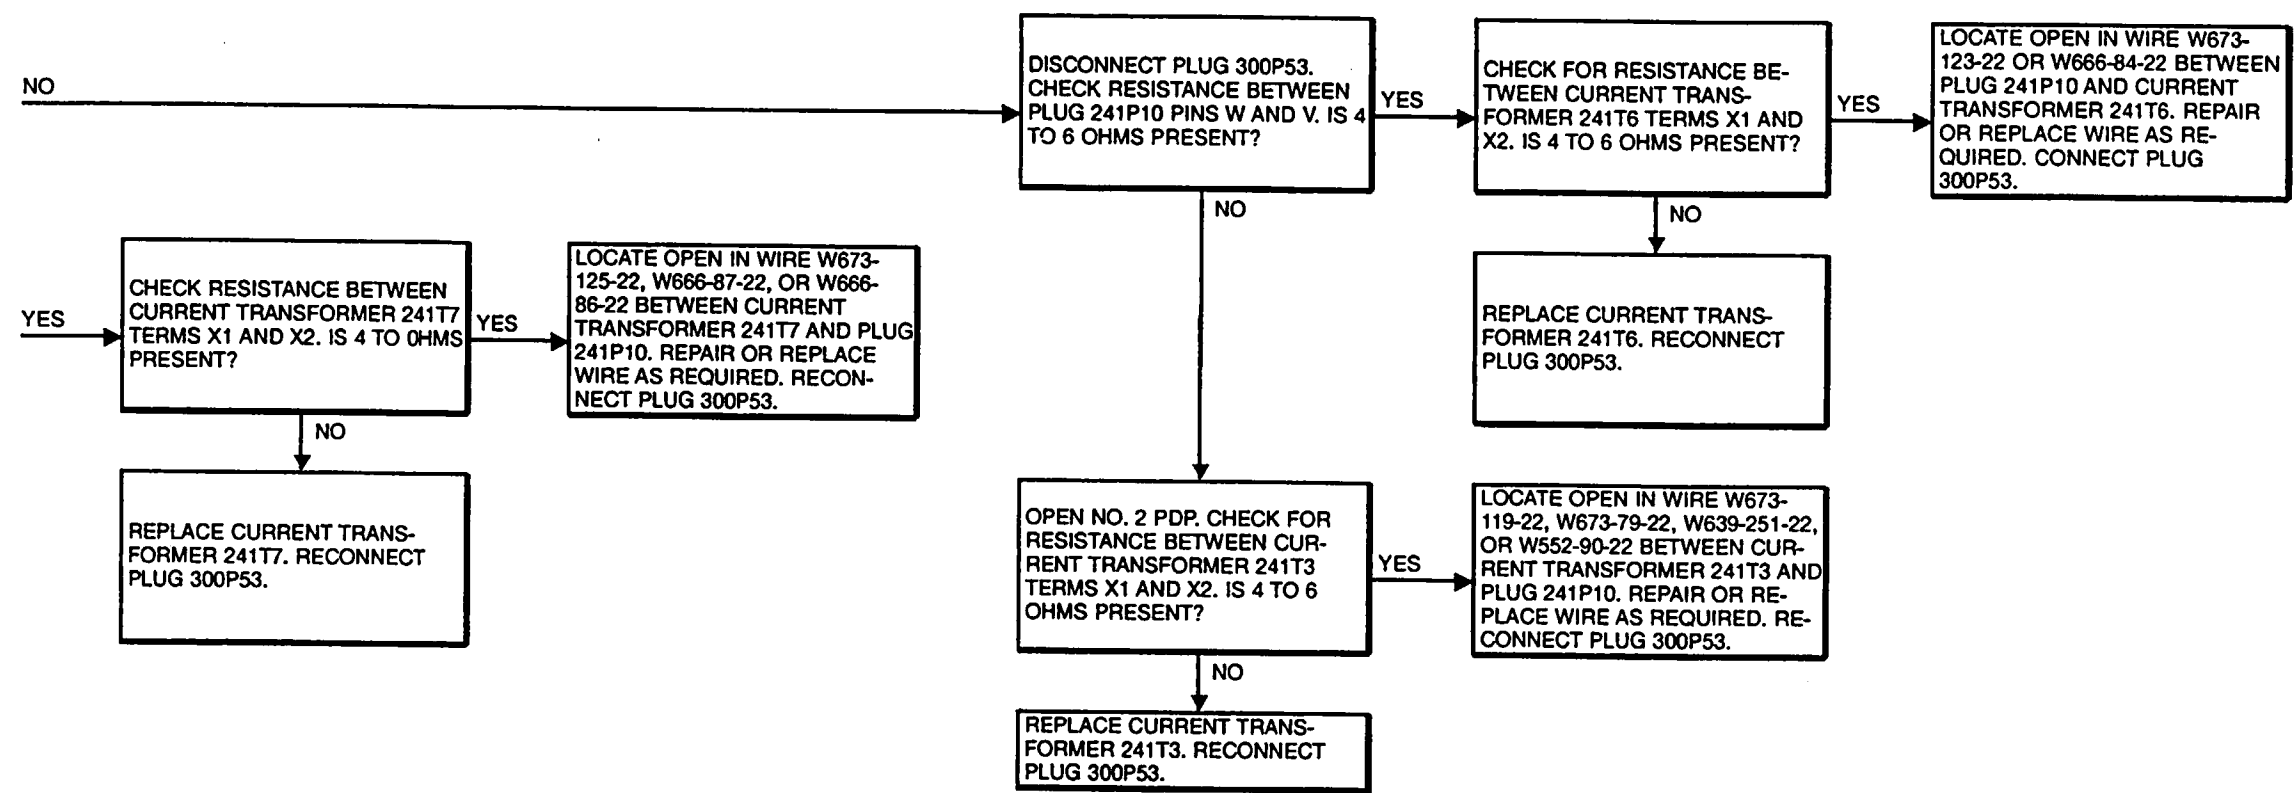 NO
DISCONNECT PLUG 300P53.
CHECK RESISTANCE BETWEEN
PLUG 241P10 PINS W AND V. IS 4
TO 6 OHMS PRESENT?
YES
CHECK FOR RESISTANCE BE-
TWEEN CURRENT TRANS-
FORMER 241T6 TERMS X1 AND
X2. IS 4 TO 6 OHMS PRESENT?
YES
LOCATE OPEN IN WIRE W673-
123-22 OR W666-84-22 BETWEEN
PLUG 241P10 AND CURRENT
TRANSFORMER 241T6. REPAIR
OR REPLACE WIRE AS RE-
QUIRED. CONNECT PLUG
300P53.
NO
NO
REPLACE CURRENT TRANS-
FORMER 241T6. RECONNECT
PLUG 300P53.
YES
CHECK RESISTANCE BETWEEN
CURRENT TRANSFORMER 241T7
TERMS X1 AND X2. IS 4 TO OHMS
PRESENT?
YES
LOCATE OPEN IN WIRE W673-
125-22, W666-87-22, OR W666-
86-22 BETWEEN CURRENT
TRANSFORMER 241T7 AND PLUG
241P10. REPAIR OR REPLACE
WIRE AS REQUIRED. RECON-
NECT PLUG 300P53.
NO
REPLACE CURRENT TRANS-
FORMER 241T7. RECONNECT
PLUG 300P53.
OPEN NO. 2 PDP. CHECK FOR
RESISTANCE BETWEEN CUR-
RENT TRANSFORMER 241T3
TERMS X1 AND X2. IS 4 TO 6
OHMS PRESENT?
YES
LOCATE OPEN IN WIRE W673-
119-22, W673-79-22, W639-251-22,
OR W552-90-22 BETWEEN CUR-
RENT TRANSFORMER 241T3 AND
PLUG 241P10. REPAIR OR RE-
PLACE WIRE AS REQUIRED. RE-
CONNECT PLUG 300P53.
NO
REPLACE CURRENT TRANS-
FORMER 241T3. RECONNECT
PLUG 300P53.